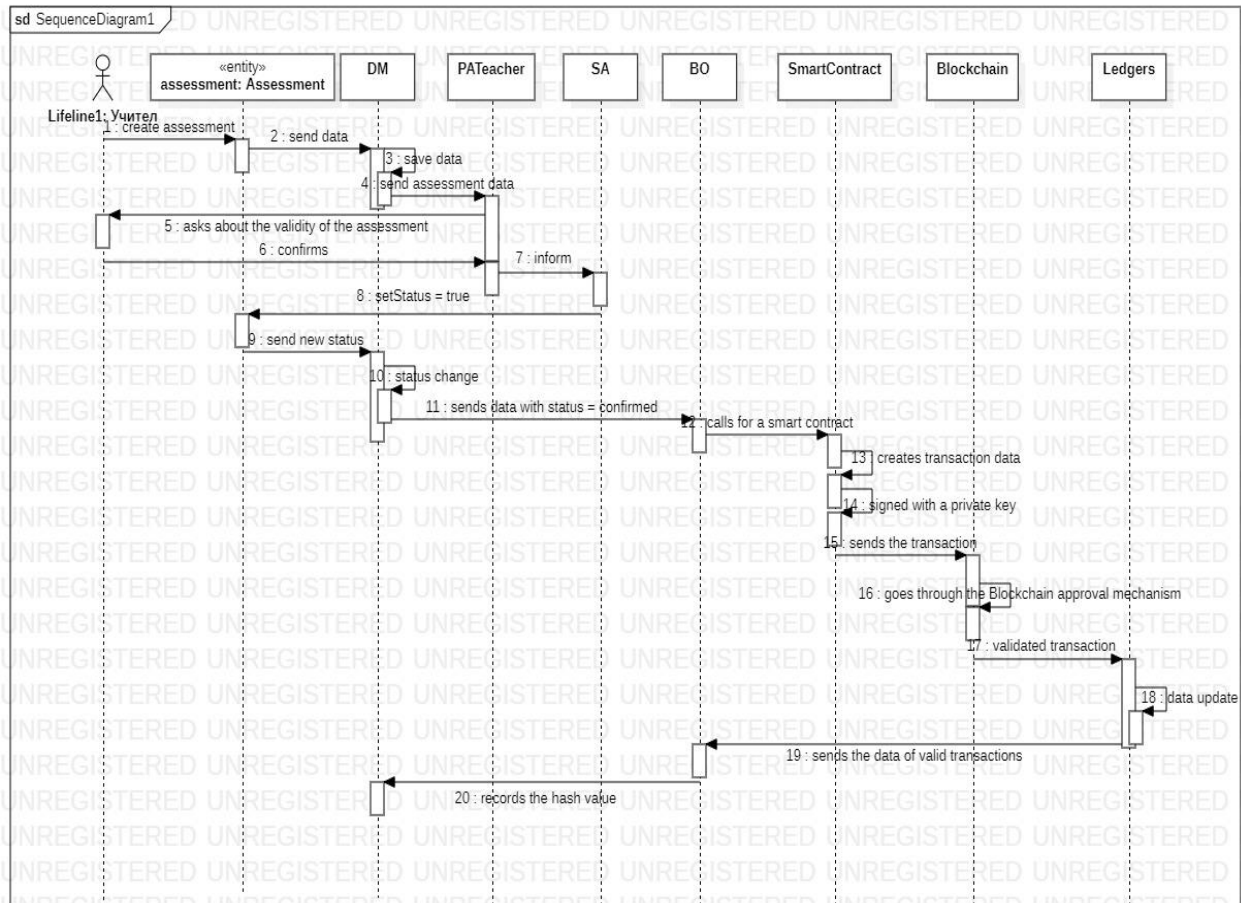 sd SequenceDiagram1
«entity»
assessment: Assessment
DM
PATeacher
SA
BO
SmartContract
Blockchain
Ledgers
Lifeline1: Учител
1 : create assessment
2 : send data
3 : save data
4 : send assessment data
5 : asks about the validity of the assessment
6 : confirms
7 : inform
8 : setStatus = true
9 : send new status
10 : status change
11 : sends data with status = confirmed
12 : calls for a smart contract
13 : creates transaction data
14 : signed with a private key
15 : sends the transaction
16 : goes through the Blockchain approval mechanism
17 : validated transaction
18 : data update
19 : sends the data of valid transactions
20 : records the hash value
UNREGISTERED